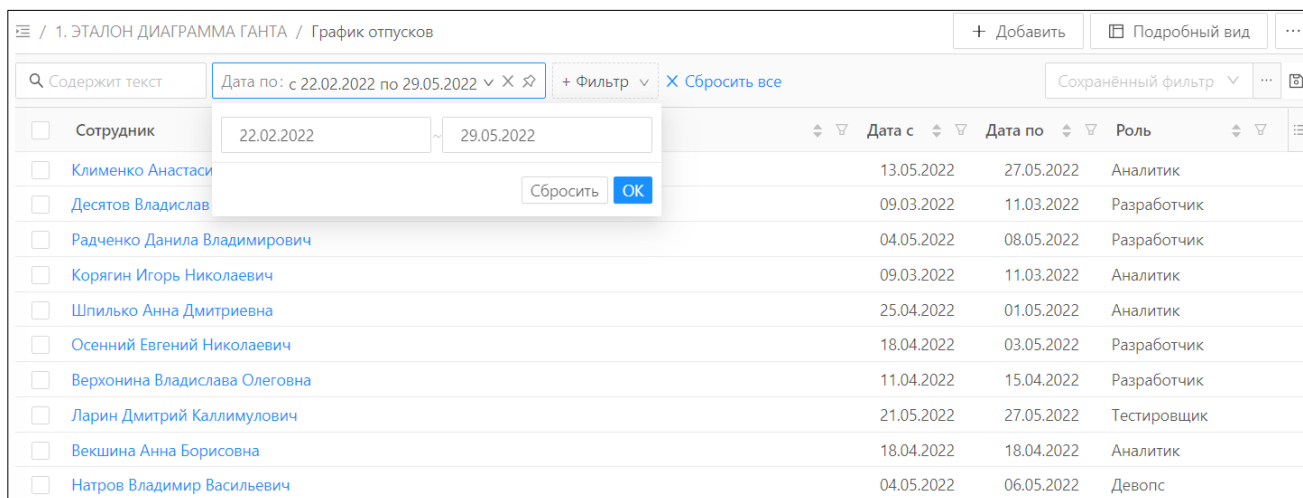 / 1. ЭТАЛОН ДИАГРАММА ГАНТА / График отпусков + Добавить Подробный вид ...
Содержит текст Дата по: с 22.02.2022 по 29.05.2022 + Фильтр Сбросить все Сохранённый фильтр ...
Сотрудник Дата с Дата по Роль
22.02.2022 ~ 29.05.2022
Клименко Анастаси 13.05.2022 27.05.2022 Аналитик
Сбросить ОК
Десятов Владислав 09.03.2022 11.03.2022 Разработчик
Радченко Данила Владимирович 04.05.2022 08.05.2022 Разработчик
Корягин Игорь Николаевич 09.03.2022 11.03.2022 Аналитик
Шпилько Анна Дмитриевна 25.04.2022 01.05.2022 Аналитик
Осенний Евгений Николаевич 18.04.2022 03.05.2022 Разработчик
Верхонина Владислава Олеговна 11.04.2022 15.04.2022 Разработчик
Ларин Дмитрий Каллимулович 21.05.2022 27.05.2022 Тестировщик
Векшина Анна Борисовна 18.04.2022 18.04.2022 Аналитик
Натров Владимир Васильевич 04.05.2022 06.05.2022 Девопс